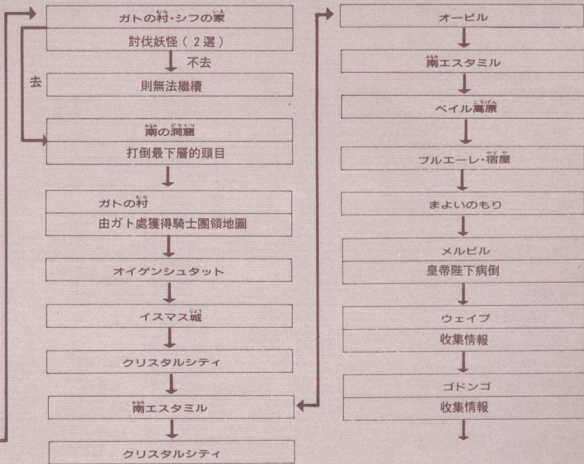 ガトの村・シフの家
討伐妖怪（２選）
不去
去
則無法繼續
南の洞窟
打倒最下層的頭目
ガトの村
由ガト處獲得騎士團領地圖
オイゲンシュタット
イスマス城
クリスタルシティ
南エスタミル
クリスタルシティ
オービル
南エスタミル
ベイル高原
ブルエーレ・宿屋
まよいのもり
メルビル
皇帝陛下病倒
ウェイプ
收集情報
ゴドンゴ
收集情報